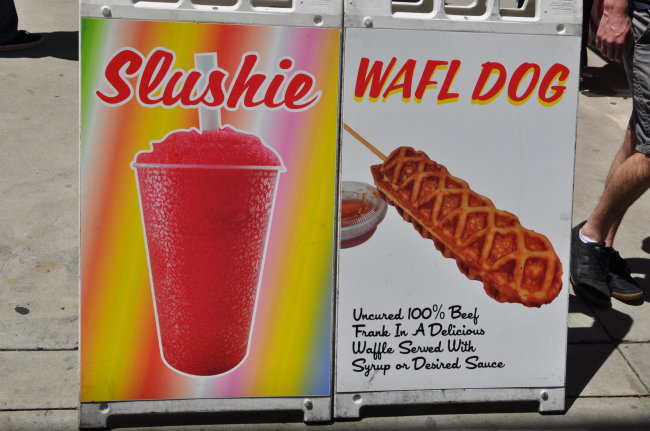 Slushie
WAFL DOG
Uncured 100% Beef
Frank In A Delicious
Waffle Served With
Syrup or Desired Sauce